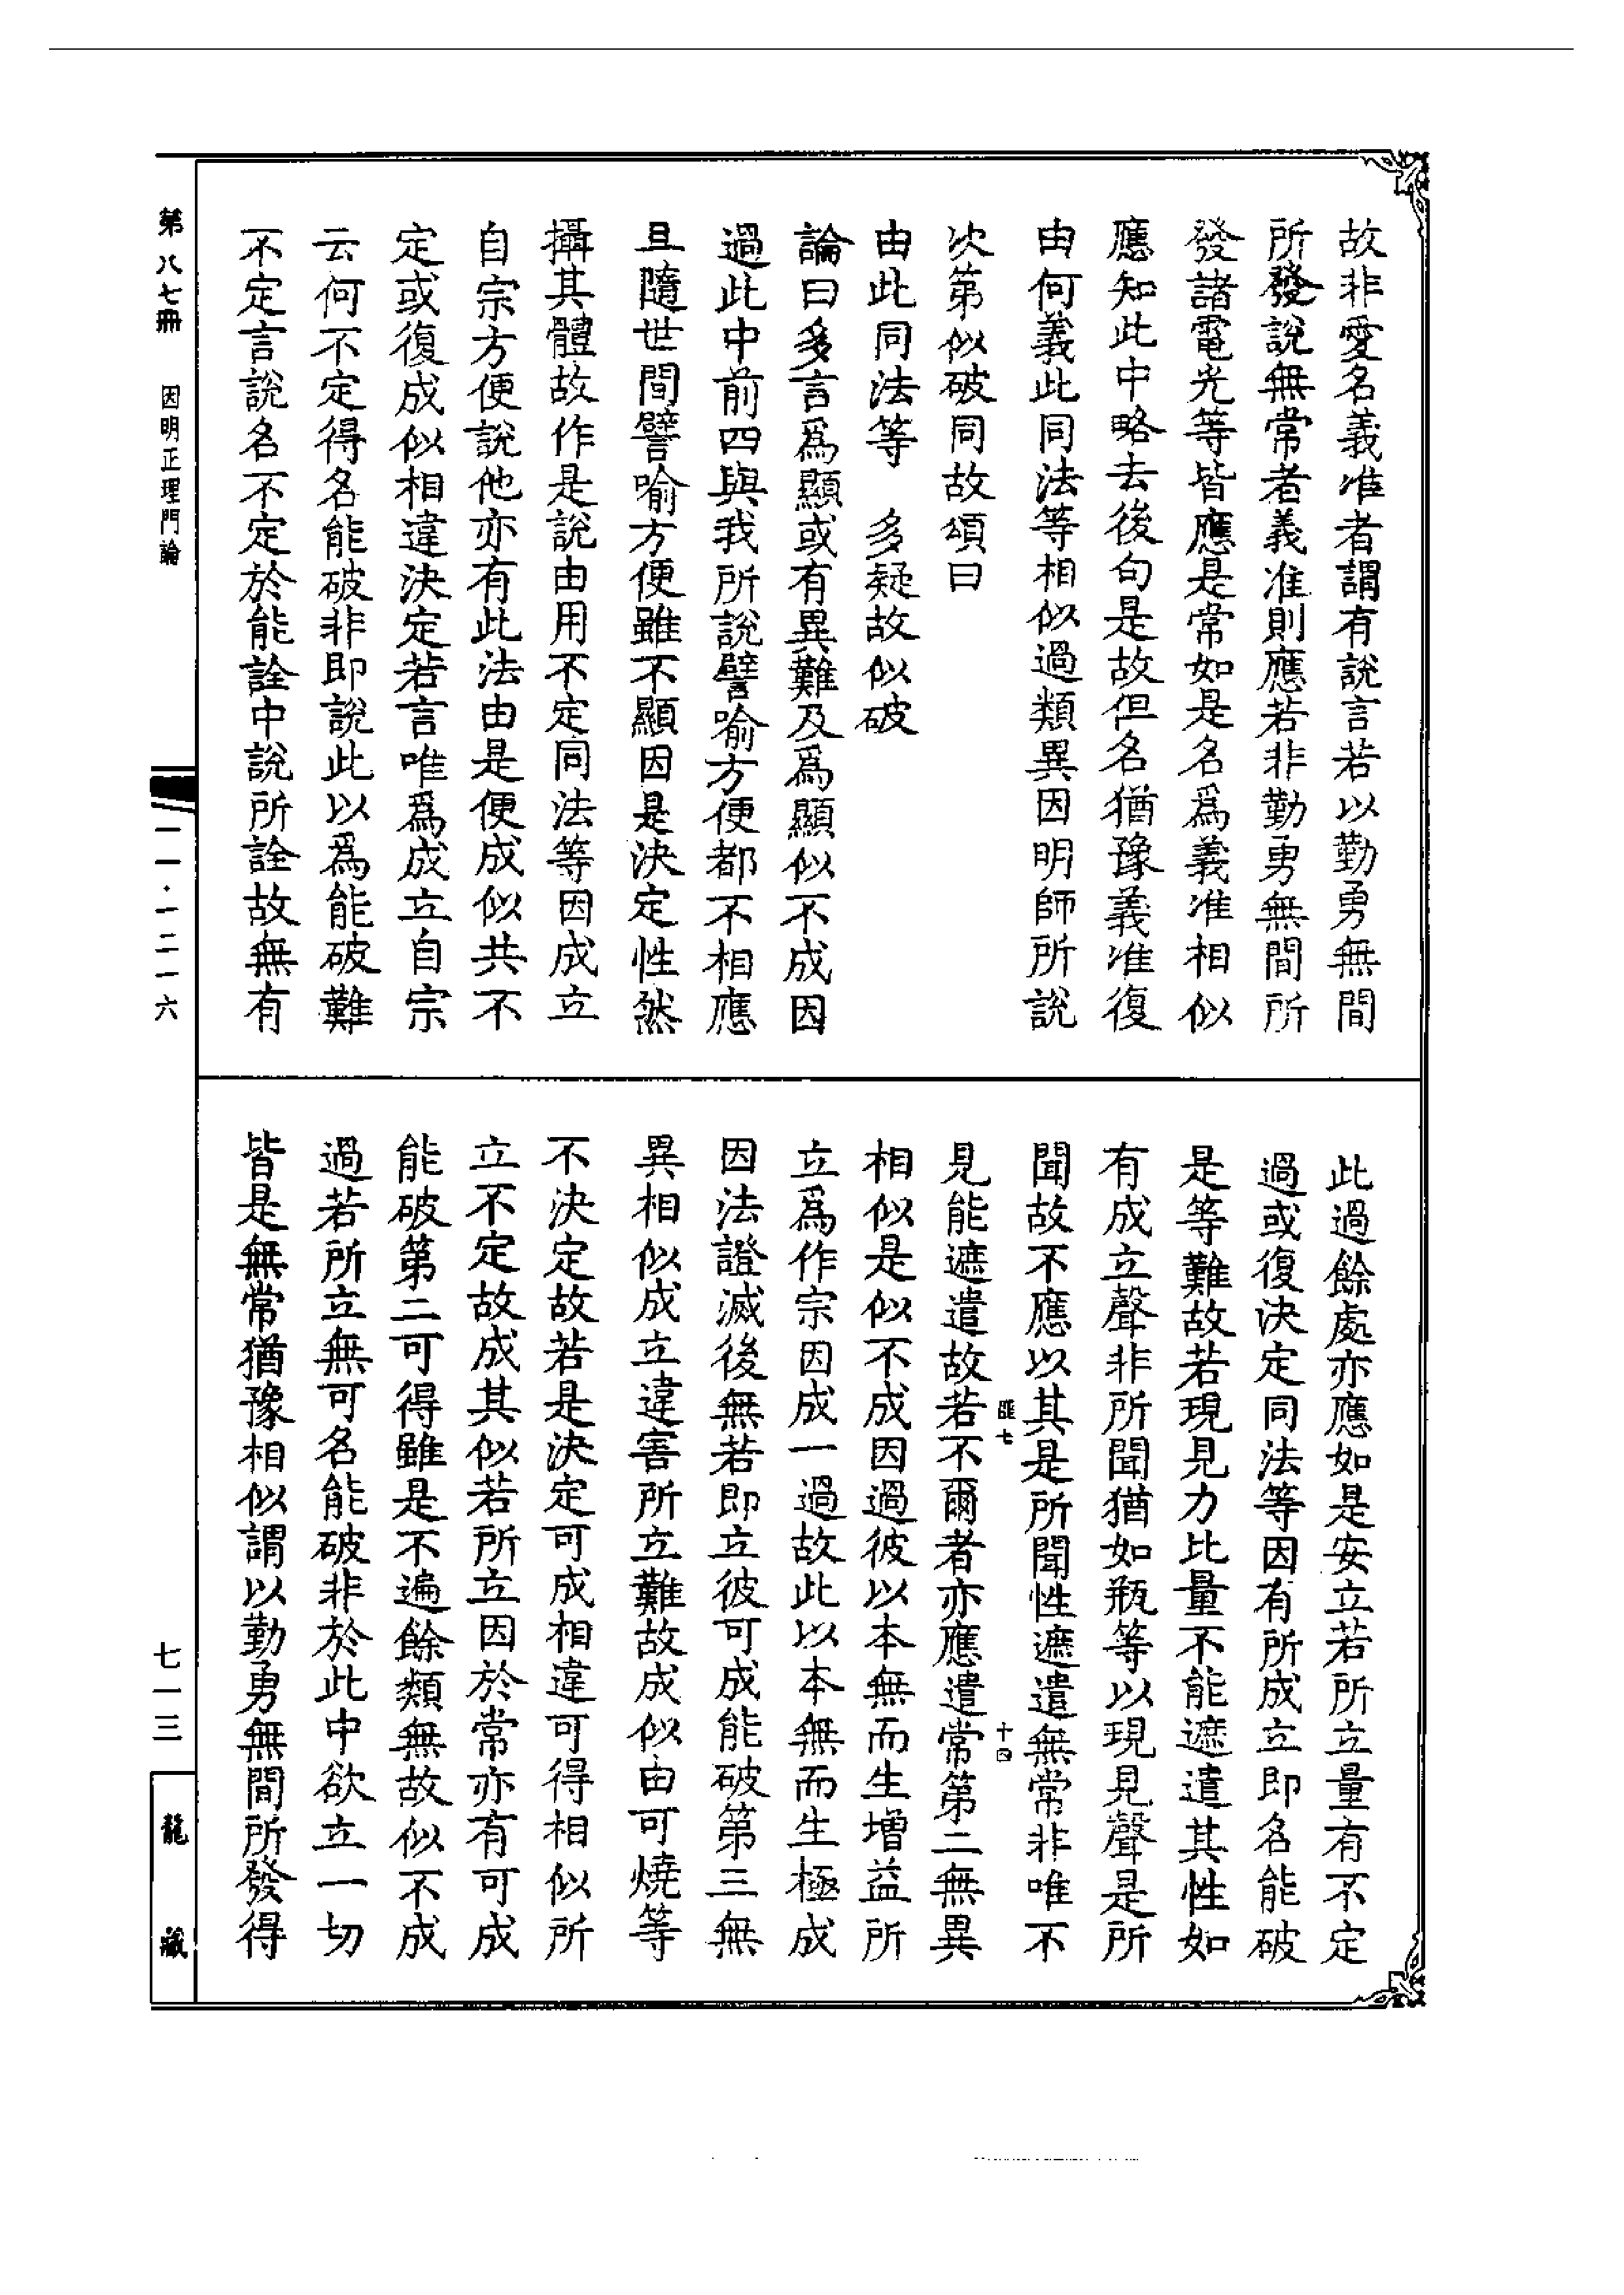 故非愛名義准者謂有說言若以勤勇無間
所發說無常者義准則應若非勤勇無間所
發諸電光等皆應是常如是名爲義准相似
應知此中略去後句是故但名猶豫義准復
由何義此同法等相似過類異因明師所說
次第似破同故頌曰
由此同法等　多疑故似破
論曰多言爲顯或有異難及爲顯似不成因
過此中前四與我所說譬喻方便都不相應
且隨世間譬喻方便雖不顯因是決定性然
攝其體故作是說由用不定同法等因成立
自宗方便說他亦有此法由是便成似共不
定或復成似相違決定若言唯爲成立自宗
云何不定得名能破非即說此以爲能破難
不定言說名不定於能詮中說所詮故無有
此過餘處亦應如是安立若所立量有不定
過或復決定同法等因有所成立即名能破
是等難故若現見力比量不能遮遣其性如
有成立聲非所聞猶如瓶等以現見聲是所
聞故不應以其是所聞性遮遣無常非唯不
匪七　十四
見能遮遣故若不爾者亦應遣常第二無異
相似是似不成因過彼以本無而生增益所
立爲作宗因成一過故此以本無而生極成
因法證滅後無若即立彼可成能破第三無
異相似成立違害所立難故成似由可燒等
不決定故若是決定可成相違可得相似所
立不定故成其似若所立因於常亦有可成
能破第二可得雖是不遍餘類無故似不成
過若所立無可名能破非於此中欲立一切
皆是無常猶豫相似謂以勤勇無間所發得
第八七冊　因明正理門論
一一·一二一六
七一三
龍藏